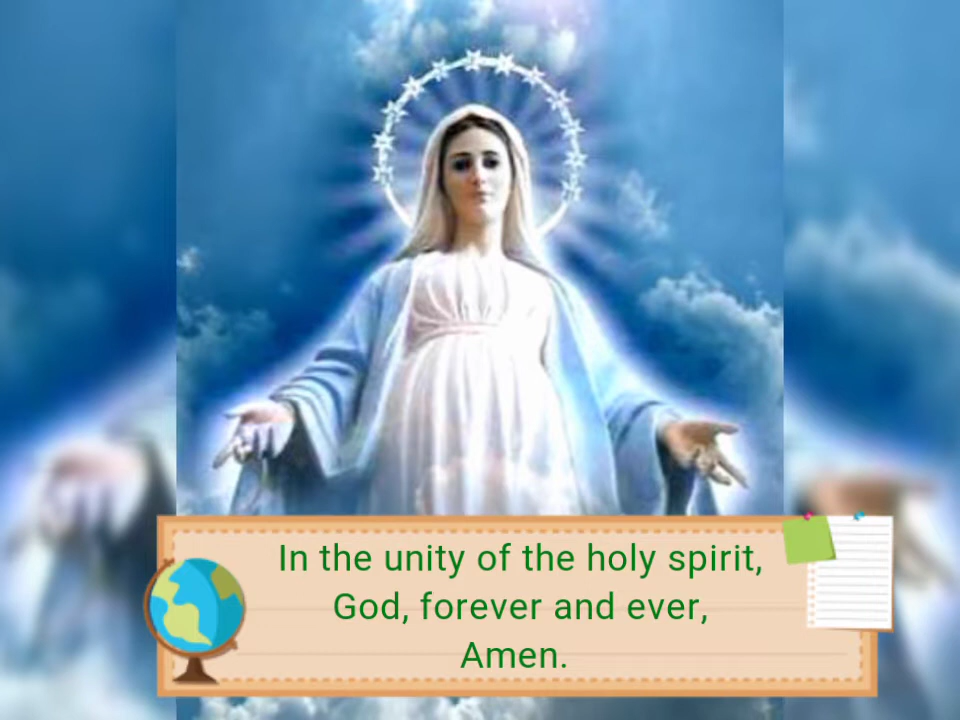 In the unity of the holy spirit,
God, forever and ever,
Amen.